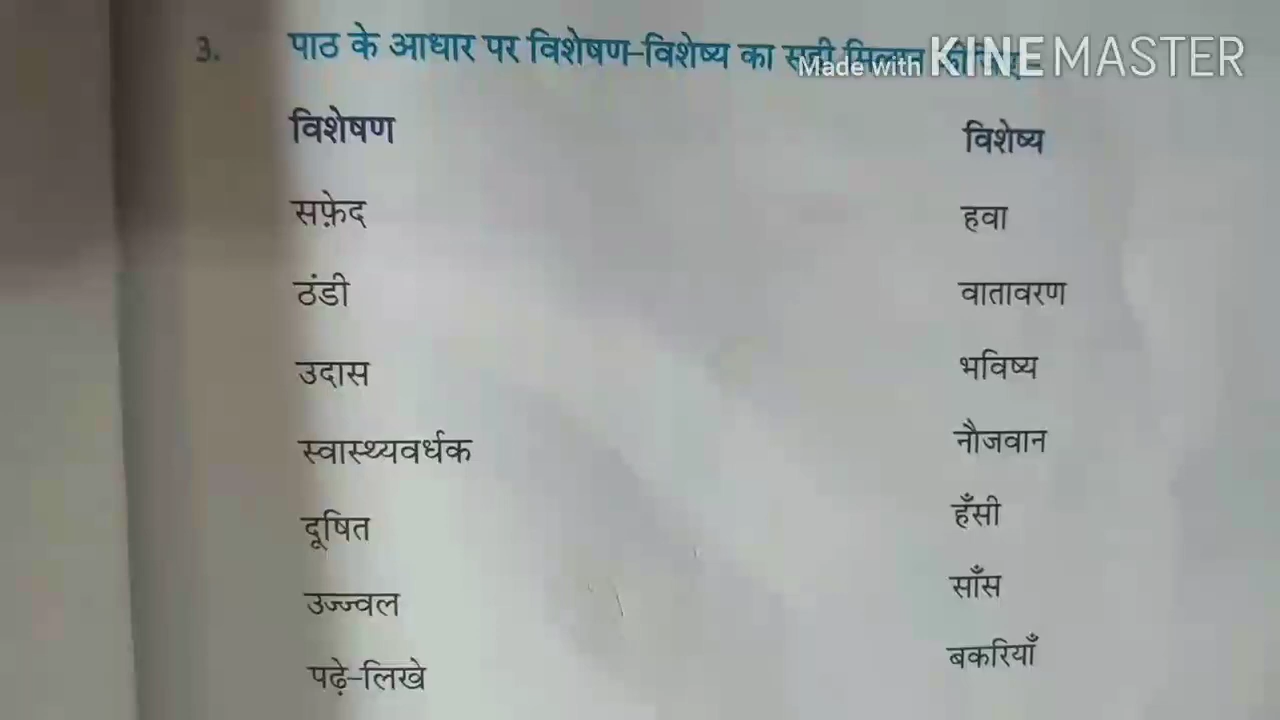 3. पाठ के आधार पर विशेषण-विशेष्य का
Made with KINEMASTER
विशेषण विशेष्य
सफ़ेद हवा
ठंडी वातावरण
उदास भविष्य
स्वास्थ्यवर्धक नौजवान
दूषित हँसी
उज्ज्वल साँस
पढ़े-लिखे बकरियाँ